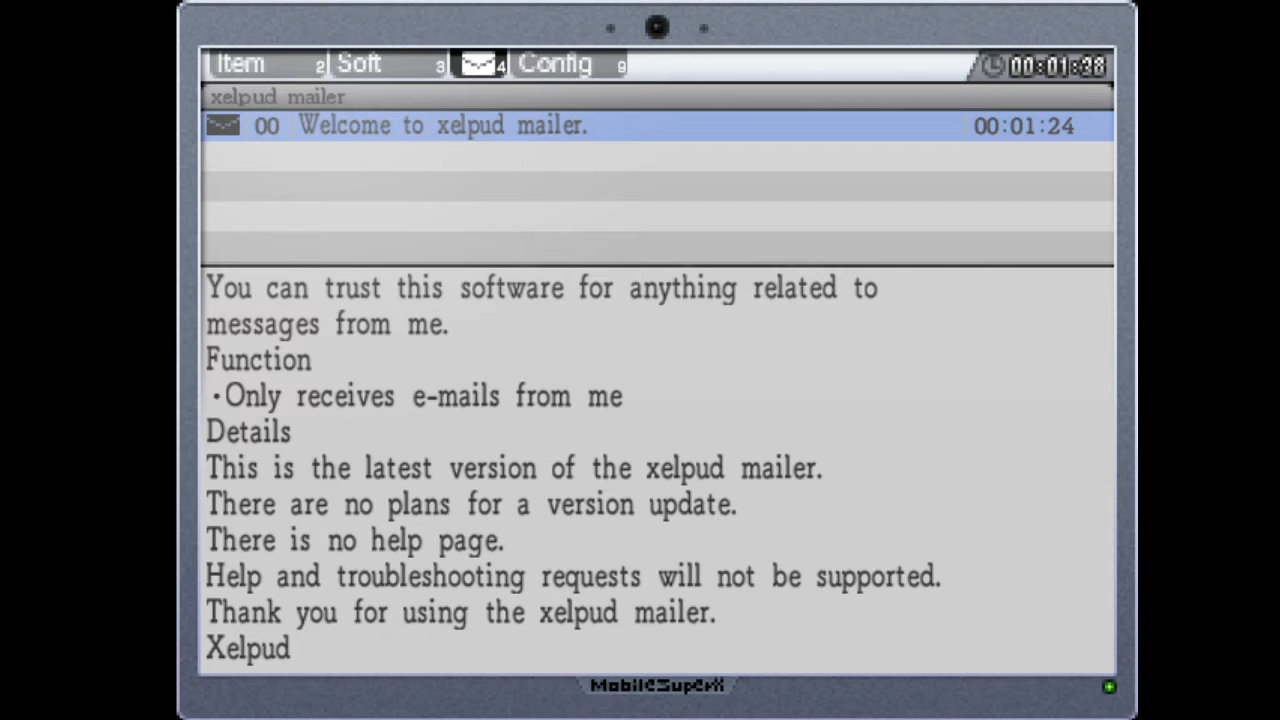 Item 2 Soft 3 4 Config 9 00:01:38
xelpud mailer
00 Welcome to xelpud mailer. 00:01:24
You can trust this software for anything related to
messages from me.
Function
・Only receives e-mails from me
Details
This is the latest version of the xelpud mailer.
There are no plans for a version update.
There is no help page.
Help and troubleshooting requests will not be supported.
Thank you for using the xelpud mailer.
Xelpud
MobileSuperX